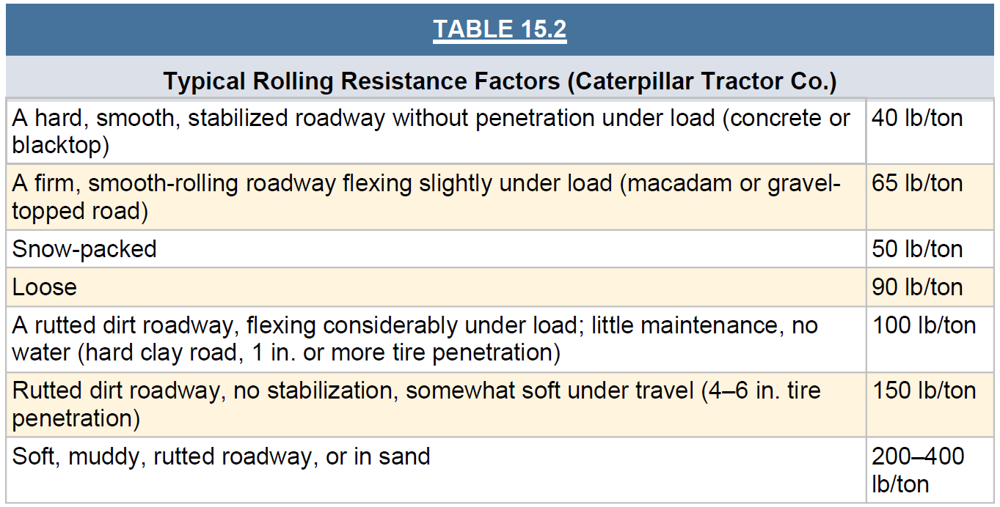 TABLE 15.2
Typical Rolling Resistance Factors (Caterpillar Tractor Co.)
A hard, smooth, stabilized roadway without penetration under load (concrete or
blacktop)
40 lb/ton
A firm, smooth-rolling roadway flexing slightly under load (macadam or gravel-
topped road)
65 lb/ton
Snow-packed
50 lb/ton
Loose
90 lb/ton
A rutted dirt roadway, flexing considerably under load; little maintenance, no
water (hard clay road, 1 in. or more tire penetration)
100 lb/ton
Rutted dirt roadway, no stabilization, somewhat soft under travel (4–6 in. tire
penetration)
150 lb/ton
Soft, muddy, rutted roadway, or in sand
200–400
lb/ton